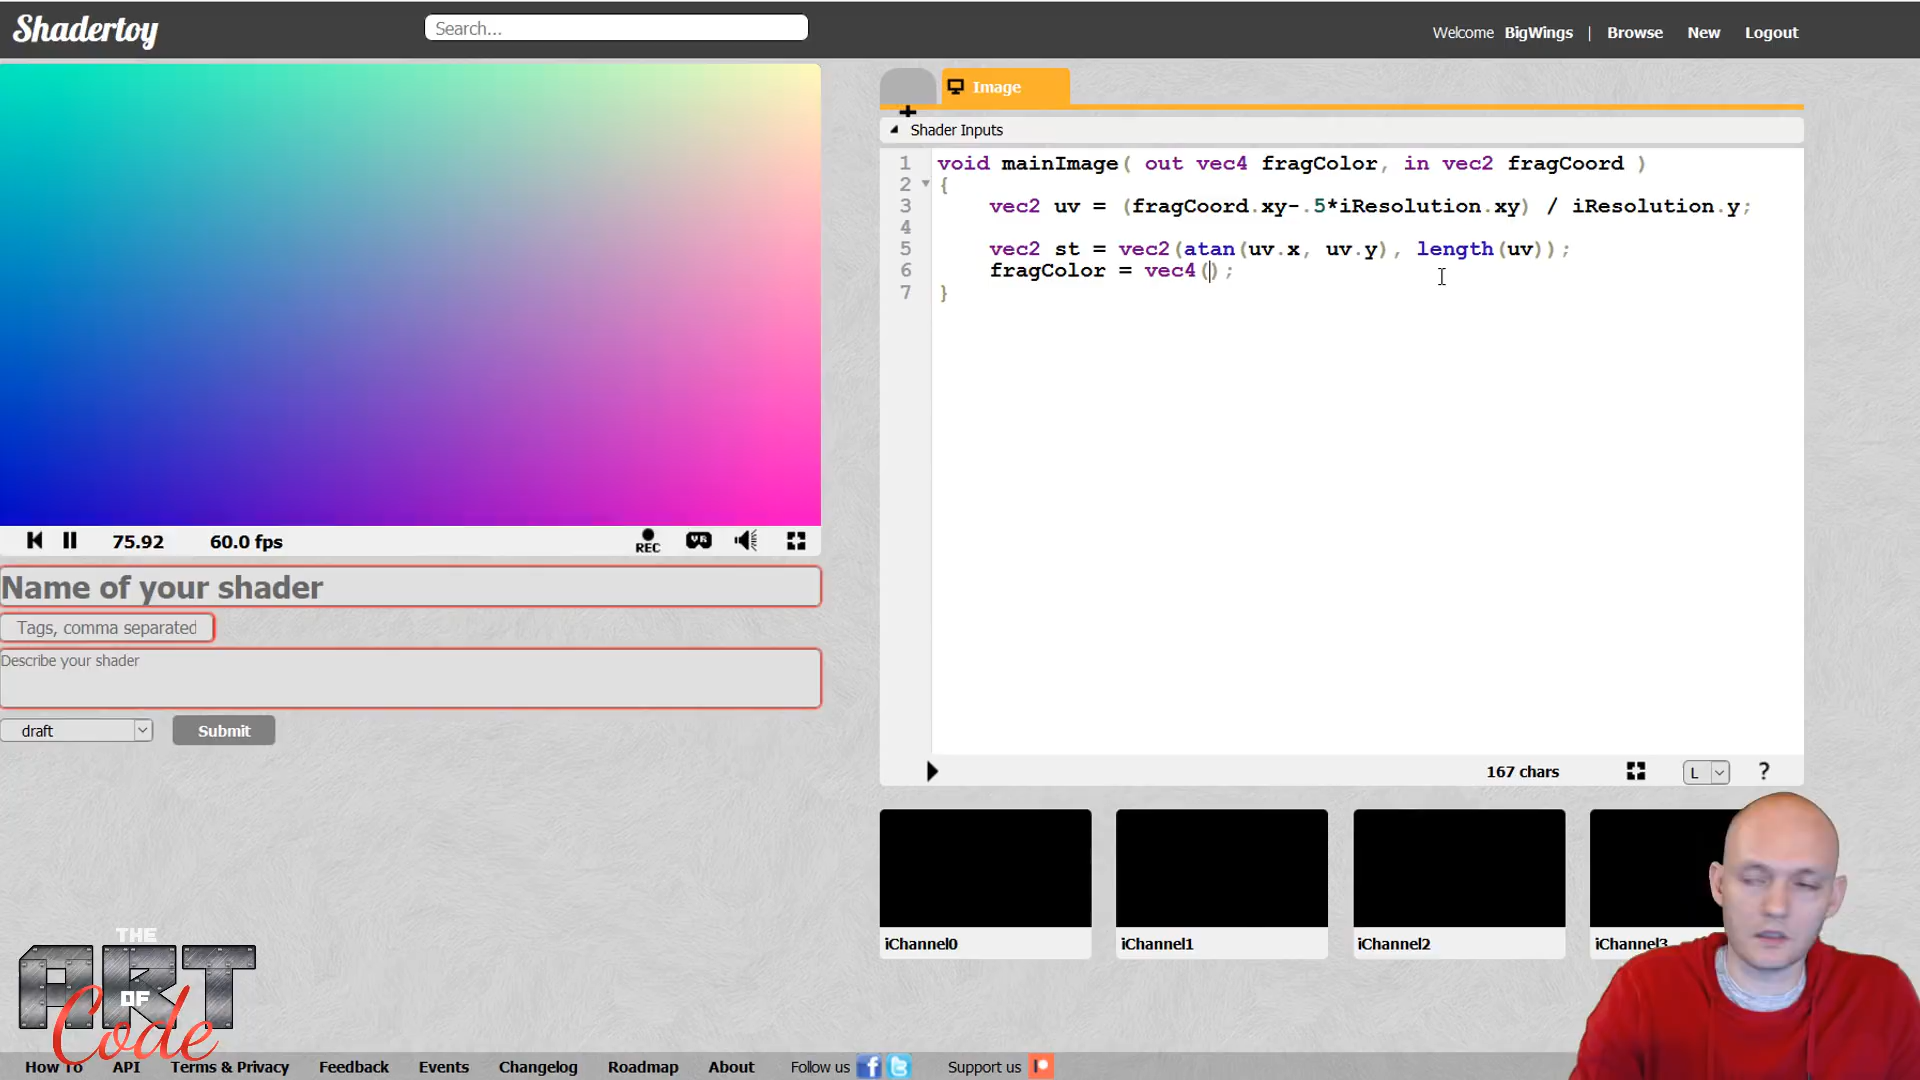 Shadertoy
Search...
Welcome BigWings | Browse New Logout
Image
Shader Inputs
1 void mainImage( out vec4 fragColor, in vec2 fragCoord )
2 {
3 vec2 uv = (fragCoord.xy-.5*iResolution.xy) / iResolution.y;
4
5 vec2 st = vec2(atan(uv.x, uv.y), length(uv));
6 fragColor = vec4();
7 }
75.92 60.0 fps
REC
VR
Name of your shader
Tags, comma separated
Describe your shader
draft Submit
167 chars L ?
iChannel0 iChannel1 iChannel2 iChannel3
THE
ART
OF
Code
How To API Terms & Privacy Feedback Events Changelog Roadmap About Follow us Support us